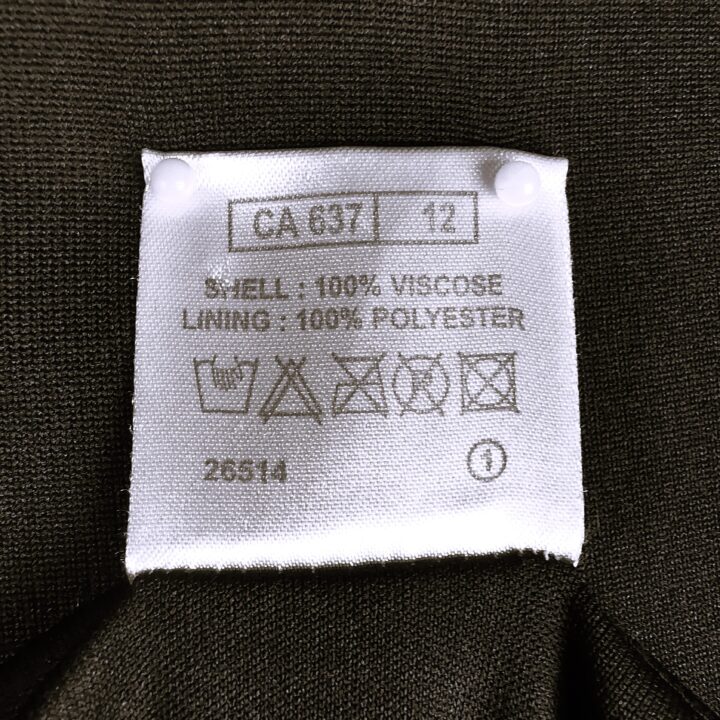 CA 637 12
SHELL : 100% VISCOSE
LINING : 100% POLYESTER
P
26514 1